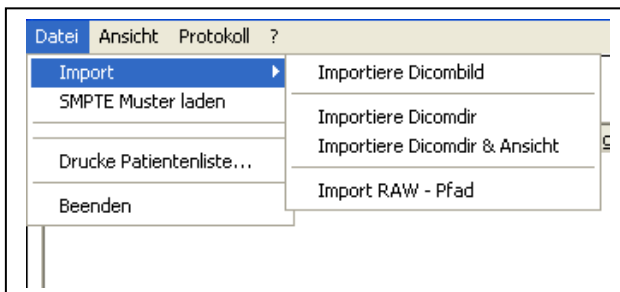 Datei Ansicht Protokoll ?
Import
SMPTE Muster laden
Drucke Patientenliste...
Beenden
Importiere Dicombild
Importiere Dicomdir
Importiere Dicomdir & Ansicht
Import RAW - Pfad